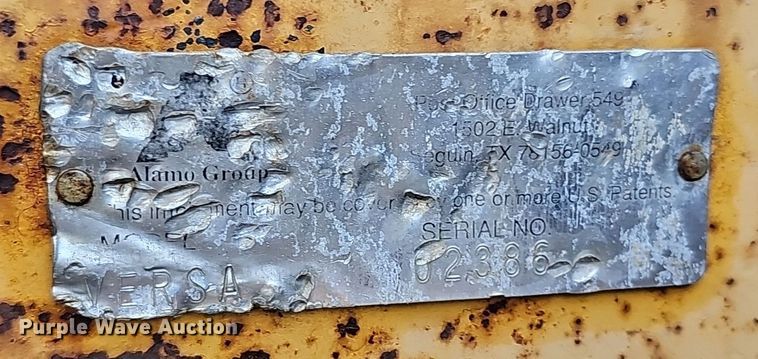 Alamo Group
Post Office Drawer 549
1502 E. Walnut
Seguin, TX 78156-0549
This implement may be covered by one or more U.S. Patents
MODEL
SERIAL NO.
VERSA
02386
Purple Wave Auction